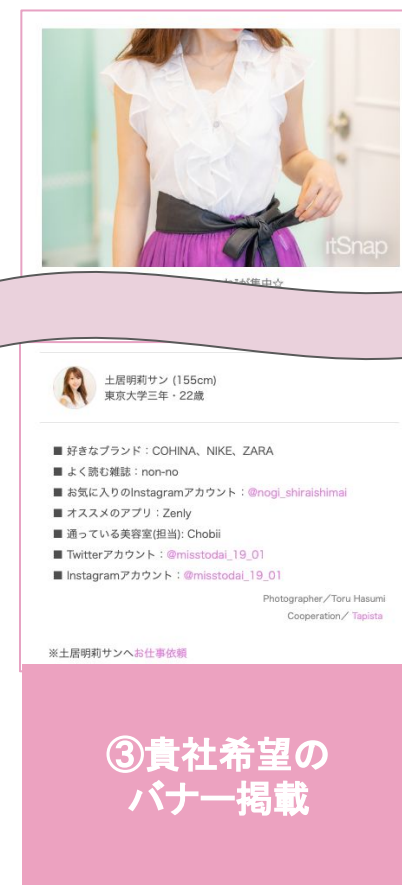 itSnap
が集中☆
土居明莉サン (155cm)
東京大学三年・22歳
■ 好きなブランド：COHINA、NIKE、ZARA
■ よく読む雑誌：non-no
■ お気に入りのInstagramアカウント：@nogi_shiraishimai
■ オススメのアプリ：Zenly
■ 通っている美容室(担当): Chobii
■ Twitterアカウント：@misstodai_19_01
■ Instagramアカウント：@misstodai_19_01
Photographer／Toru Hasumi
Cooperation／ Tapista
※土居明莉サンへお仕事依頼
③貴社希望の
バナー掲載